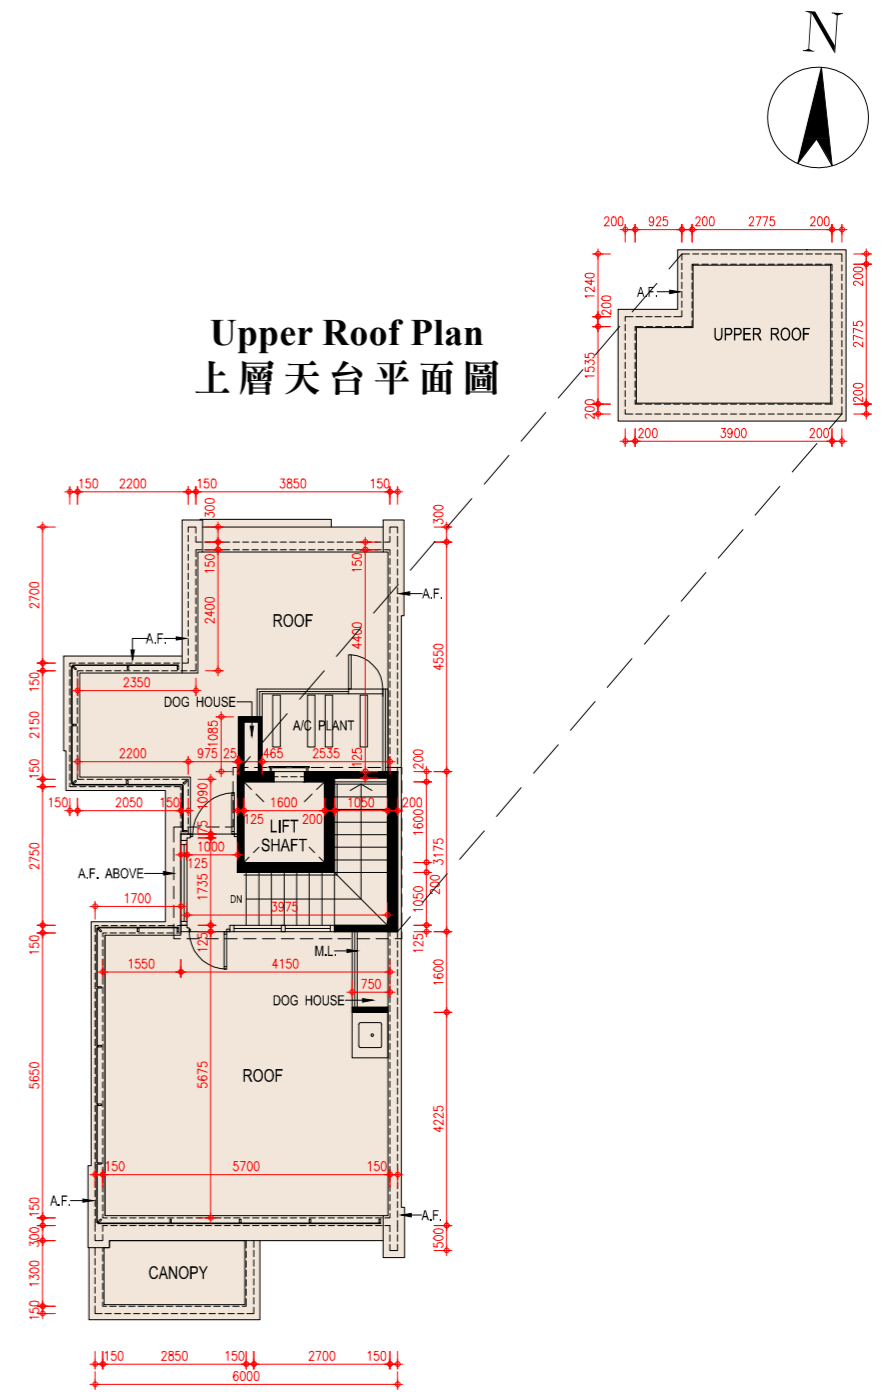 N
200 925 200 2775 200
1240
200
1535
200
A.F.
UPPER ROOF
200
2775
200
200 3900 200
Upper Roof Plan
上層天台平面圖
150 2200 150 3850 150
300
300
2700
150
2150
150
2750
150
5650
150
300
1300
150
150
2400
150
4400
ROOF
A.F.
A.F.
4550
2350
DOG HOUSE
1085
A/C PLANT
2200 975 25 465 2535
125
200
150 2050 150
1090
75
1600
125 200
1050
200
LIFT
SHAFT
1000
125
1735
1600
3175
200
1050
125
A.F. ABOVE
1700
DN
3975
125
M.L.
1550 4150
750
DOG HOUSE
1600
ROOF
5675
4225
150 5700 150
A.F.
A.F.
500
CANOPY
150 2850 150 2700 150
6000